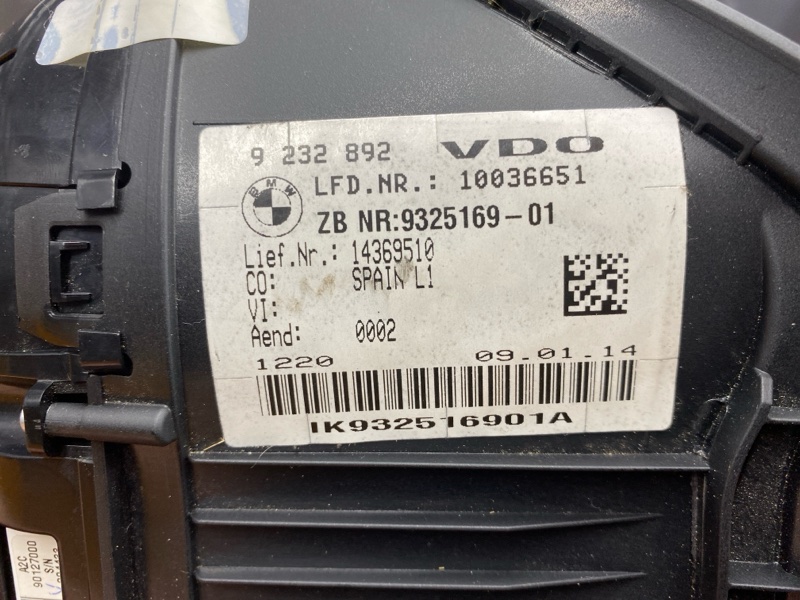 9 232 892 VDO
BMW
LFD.NR.: 10036651
ZB NR:9325169-01
Lief.Nr.: 14369510
CO: SPAIN L1
VI:
Aend: 0002
1220 09.01.14
IK932516901A
A2C
90127000
S/N